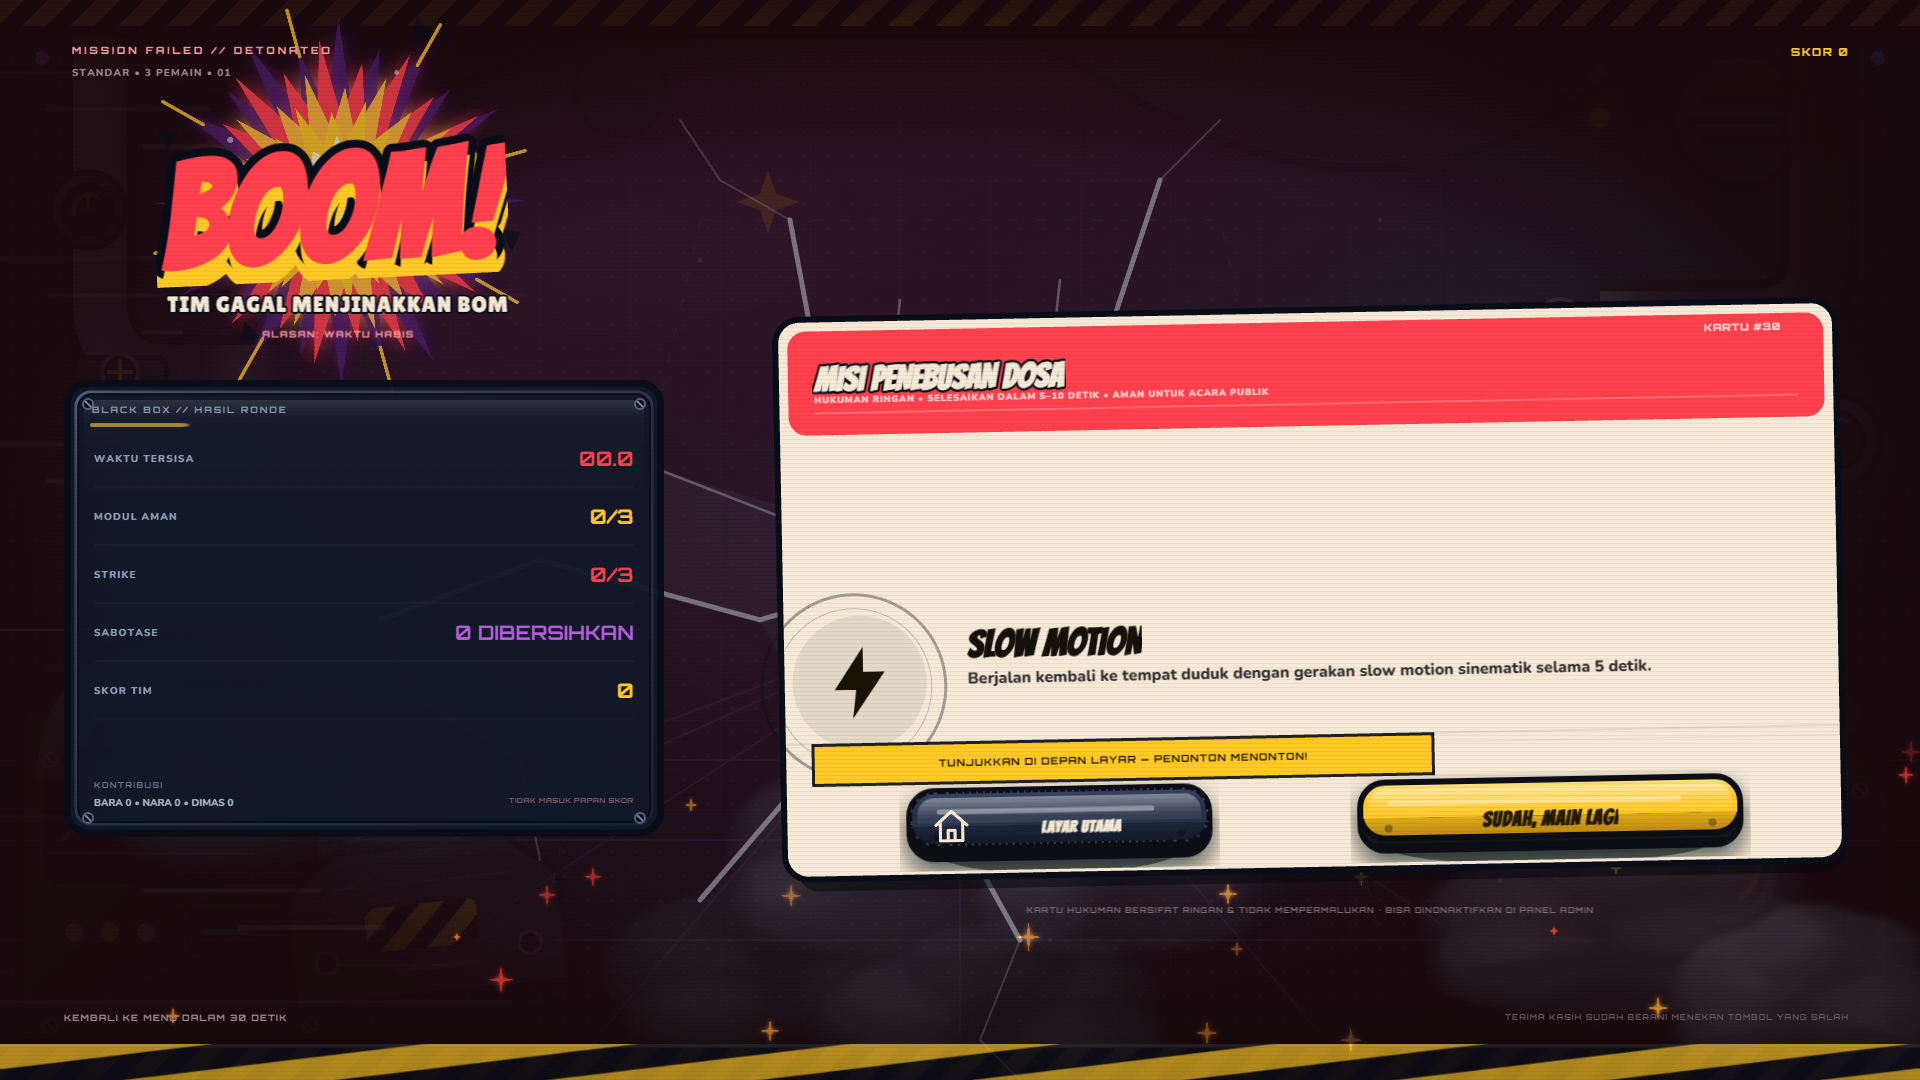 MISSION FAILED // DETONATED
STANDAR • 3 PEMAIN • 01
SKOR 0
BOOM!
TIM GAGAL MENJINAKKAN BOM
ALASAN: WAKTU HABIS
BLACK BOX // HASIL RONDE
WAKTU TERSISA 00.0
MODUL AMAN 0/3
STRIKE 0/3
SABOTASE 0 DIBERSIHKAN
SKOR TIM 0
KONTRIBUSI
BARA 0 • NARA 0 • DIMAS 0
TIDAK MASUK PAPAN SKOR
KARTU #30
MISI PENEBUSAN DOSA
HUKUMAN RINGAN • SELESAIKAN DALAM 5–10 DETIK • AMAN UNTUK ACARA PUBLIK
SLOW MOTION
Berjalan kembali ke tempat duduk dengan gerakan slow motion sinematik selama 5 detik.
TUNJUKKAN DI DEPAN LAYAR — PENONTON MENONTON!
LAYAR UTAMA
SUDAH, MAIN LAGI
KARTU HUKUMAN BERSIFAT RINGAN & TIDAK MEMPERMALUKAN · BISA DINONAKTIFKAN DI PANEL ADMIN
KEMBALI KE MENU DALAM 30 DETIK
TERIMA KASIH SUDAH BERANI MENEKAN TOMBOL YANG SALAH